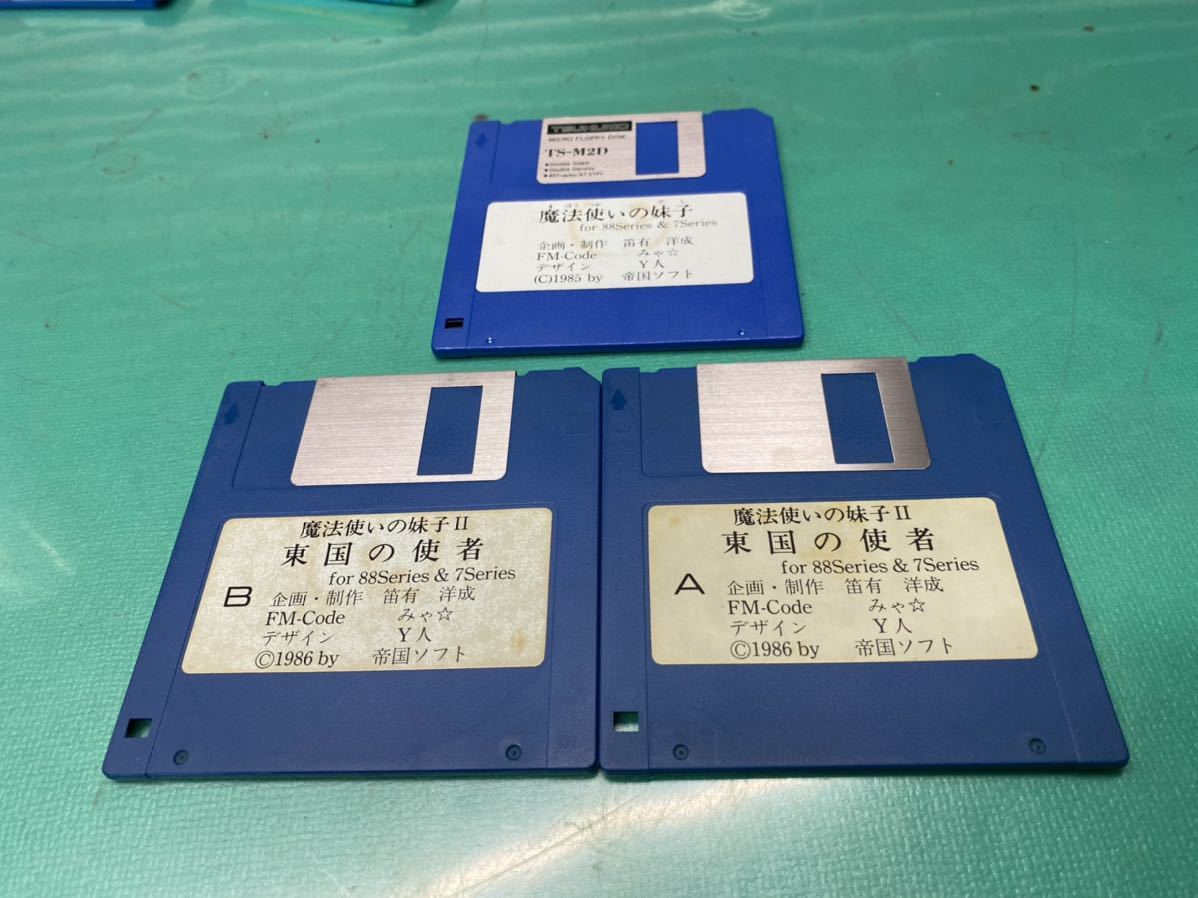 TSUKUMO
MICRO FLOPPY Disk
TS-M2D
●Double Sided
●Double Density
魔法使いの妹子
for 88Series & 7Series
企画・制作 笛有 洋成
FM-Code みゃ☆
デザイン Y人
(C)1985 by 帝国ソフト
魔法使いの妹子II
東国の使者
for 88Series & 7Series
B
企画・制作 笛有 洋成
FM-Code みゃ☆
デザイン Y人
©1986 by 帝国ソフト
魔法使いの妹子II
東国の使者
for 88Series & 7Series
A
企画・制作 笛有 洋成
FM-Code みゃ☆
デザイン Y人
©1986 by 帝国ソフト